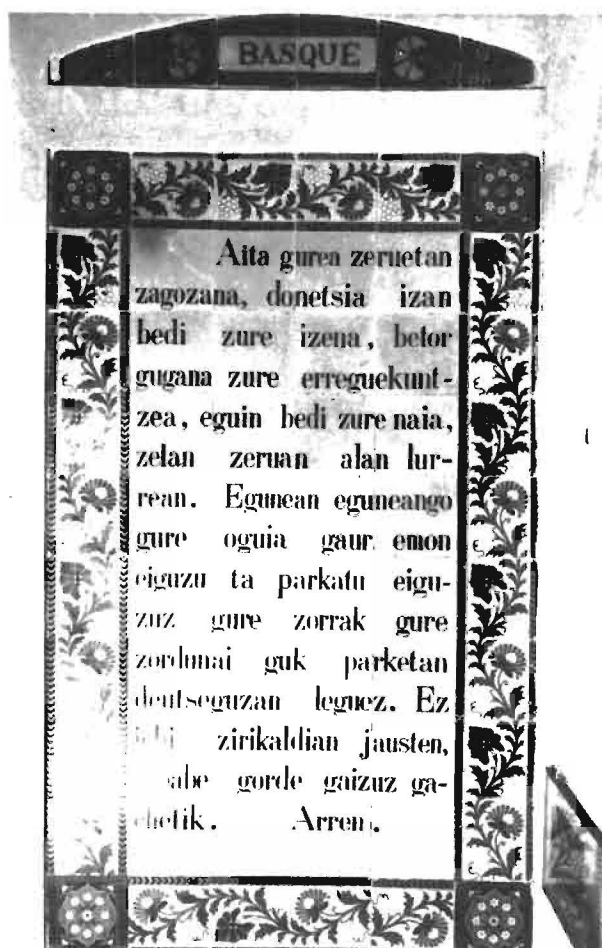 BASQUE
Aita gurea zeruetan
zagozana, donetsia izan
bedi zure izena, betor
gugana zure erreguekunt-
zea, eguin bedi zure naia,
zelan zeruan alan lur-
rean. Egunean eguneango
gure oguia gaur emon
eiguzu ta parkatu eigu-
zuz gure zorrak gure
zordunai guk parketan
deutseguzan leguez. Ez
zirikaldian jausten,
gorde gaizuz ga-
chetik. Arren.